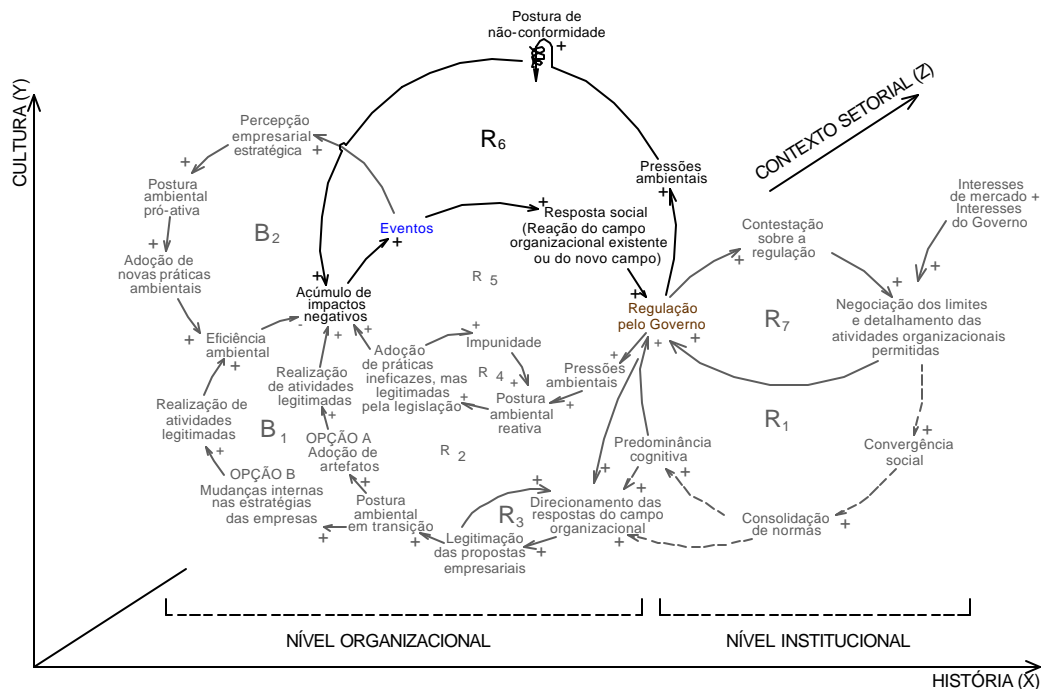 Postura de
não-conformidade
+
CULTURA (Y)
CONTEXTO SETORIAL (Z)
Percepção
empresarial
estratégica
+
+
R6
Pressões
ambientais
+
Postura
ambiental
pró-ativa
+
Interesses
de mercado +
Interesses
do Governo
B2
Eventos
+
+
Resposta social
(Reação do campo
organizacional existente
ou do novo campo)
Contestação
sobre a
regulação
+
Adoção de
novas práticas
ambientais
+
R 5
+
Acúmulo de
impactos
negativos
-
+
+
+
Regulação
pelo Governo
+
+
R7
+
+
Negociação dos limites
e detalhamento das
atividades organizacionais
permitidas
Eficiência
ambiental
+
+
Adoção
de práticas
ineficazes, mas
legitimadas
pela legislação
+
+
Impunidade
R 4
+
Pressões
ambientais
+
Realização
de atividades
legitimadas
+
Postura
ambiental
reativa
+
Realização de
atividades
legitimadas
+
B1
OPÇÃO A
Adoção de
artefatos
+
R 2
Predominância
cognitiva
+
R1
Convergência
social
+
OPÇÃO B
Mudanças internas
nas estratégias
das empresas
+
Postura
ambiental
em transição
+
R3
+
+
+
Direcionamento das
respostas do campo
organizacional
+
Legitimação
das propostas
empresariais
+
Consolidação
de normas
+
NÍVEL ORGANIZACIONAL
NÍVEL INSTITUCIONAL
HISTÓRIA (X)